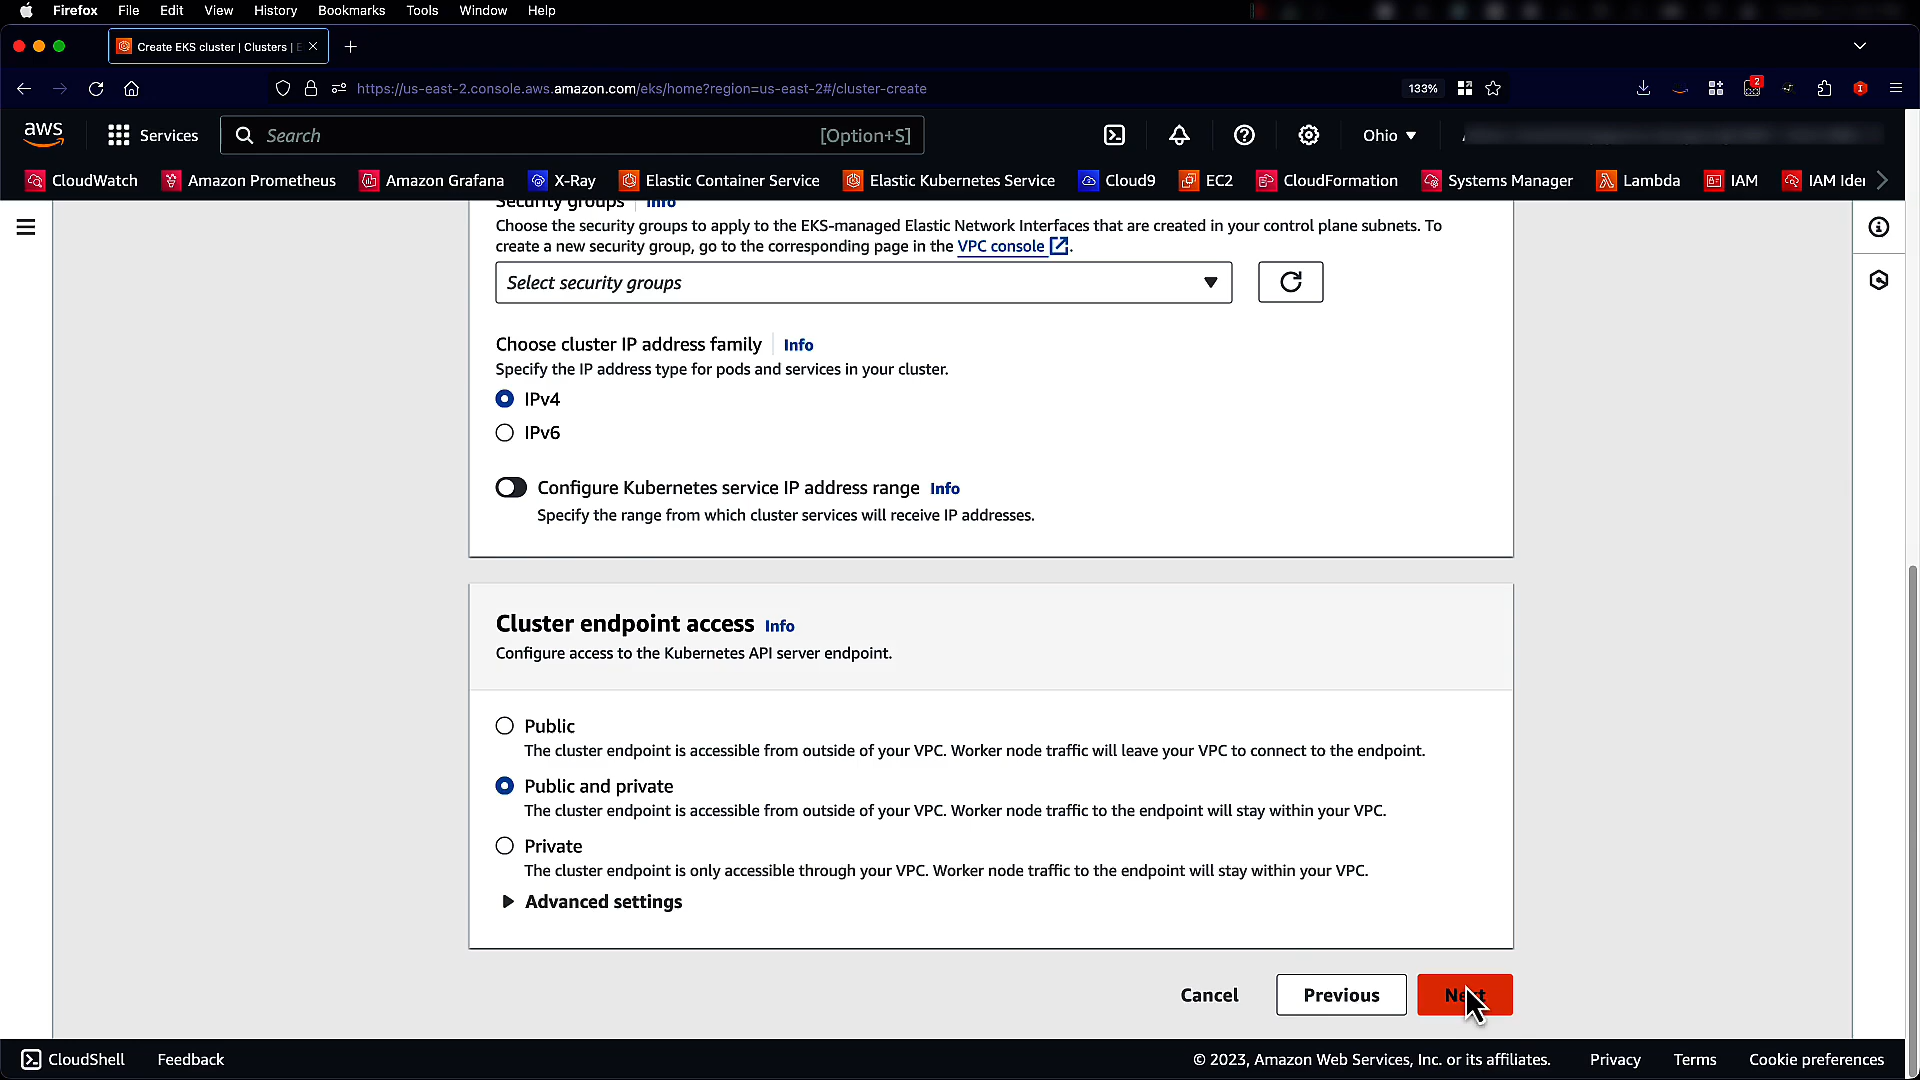 Firefox File Edit View History Bookmarks Tools Window Help
Create EKS cluster | Clusters | E
https://us-east-2.console.aws.amazon.com/eks/home?region=us-east-2#/cluster-create 133% 2
aws Services Search [Option+S] Ohio
CloudWatch Amazon Prometheus Amazon Grafana X-Ray Elastic Container Service Elastic Kubernetes Service Cloud9 EC2 CloudFormation Systems Manager Lambda IAM IAM Iden
Security groups Info
Choose the security groups to apply to the EKS-managed Elastic Network Interfaces that are created in your control plane subnets. To
create a new security group, go to the corresponding page in the VPC console.
Select security groups
Choose cluster IP address family Info
Specify the IP address type for pods and services in your cluster.
IPv4
IPv6
Configure Kubernetes service IP address range Info
Specify the range from which cluster services will receive IP addresses.
Cluster endpoint access Info
Configure access to the Kubernetes API server endpoint.
Public
The cluster endpoint is accessible from outside of your VPC. Worker node traffic will leave your VPC to connect to the endpoint.
Public and private
The cluster endpoint is accessible from outside of your VPC. Worker node traffic to the endpoint will stay within your VPC.
Private
The cluster endpoint is only accessible through your VPC. Worker node traffic to the endpoint will stay within your VPC.
Advanced settings
Cancel Previous Next
CloudShell Feedback © 2023, Amazon Web Services, Inc. or its affiliates. Privacy Terms Cookie preferences